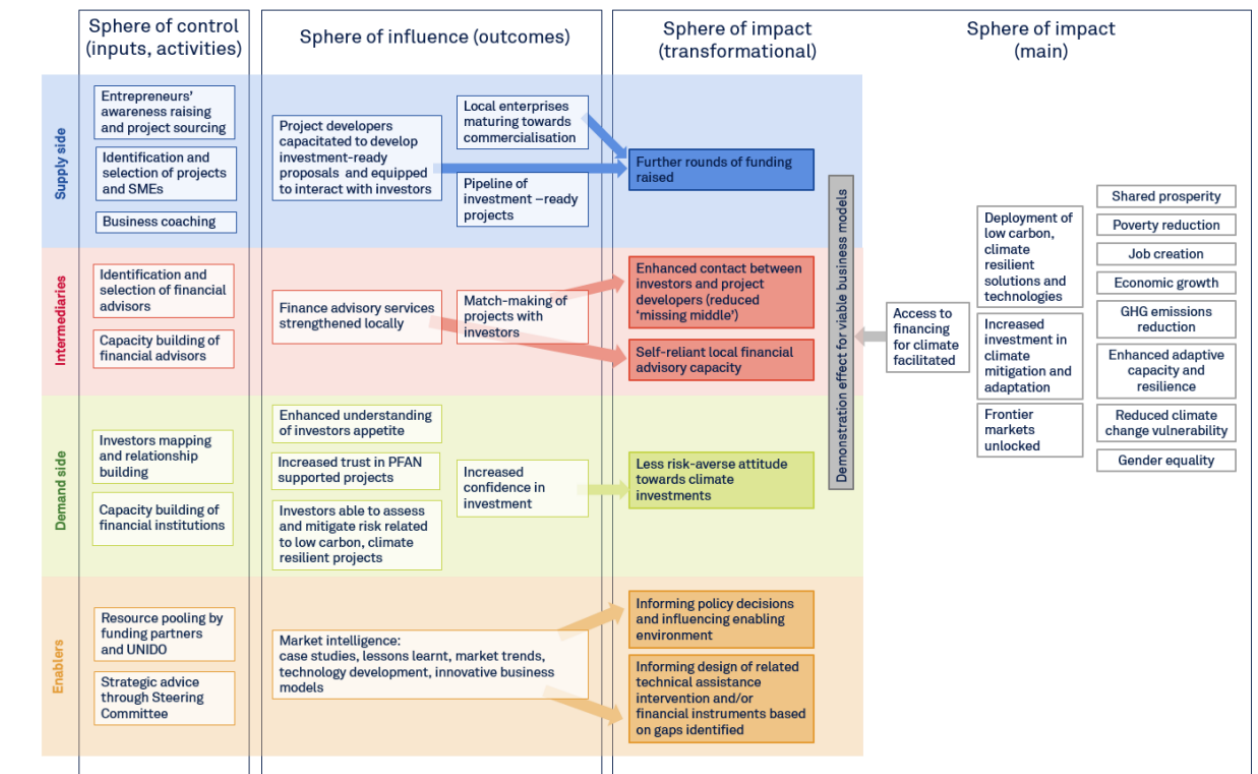 Sphere of control
(inputs, activities)
Sphere of influence (outcomes)
Sphere of impact
(transformational)
Sphere of impact
(main)
Supply side
Entrepreneurs'
awareness raising
and project sourcing
Identification and
selection of projects
and SMEs
Business coaching
Project developers
capacitated to develop
investment-ready
proposals and equipped
to interact with investors
Local enterprises
maturing towards
commercialisation
Pipeline of
investment –ready
projects
Further rounds of funding
raised
Intermediaries
Identification and
selection of financial
advisors
Capacity building of
financial advisors
Finance advisory services
strengthened locally
Match-making of
projects with
investors
Enhanced contact between
investors and project
developers (reduced
'missing middle')
Self-reliant local financial
advisory capacity
Demand side
Investors mapping
and relationship
building
Capacity building of
financial institutions
Enhanced understanding
of investors appetite
Increased trust in PFAN
supported projects
Investors able to assess
and mitigate risk related
to low carbon, climate
resilient projects
Increased
confidence in
investment
Less risk-averse attitude
towards climate
investments
Enablers
Resource pooling by
funding partners
and UNIDO
Strategic advice
through Steering
Committee
Market intelligence:
case studies, lessons learnt, market trends,
technology development, innovative business
models
Informing policy decisions
and influencing enabling
environment
Informing design of related
technical assistance
intervention and/or
financial instruments based
on gaps identified
Demonstration effect for viable business models
Access to
financing
for climate
facilitated
Deployment of
low carbon,
climate
resilient
solutions and
technologies
Increased
investment in
climate
mitigation and
adaptation
Frontier
markets
unlocked
Shared prosperity
Poverty reduction
Job creation
Economic growth
GHG emissions
reduction
Enhanced adaptive
capacity and
resilience
Reduced climate
change vulnerability
Gender equality